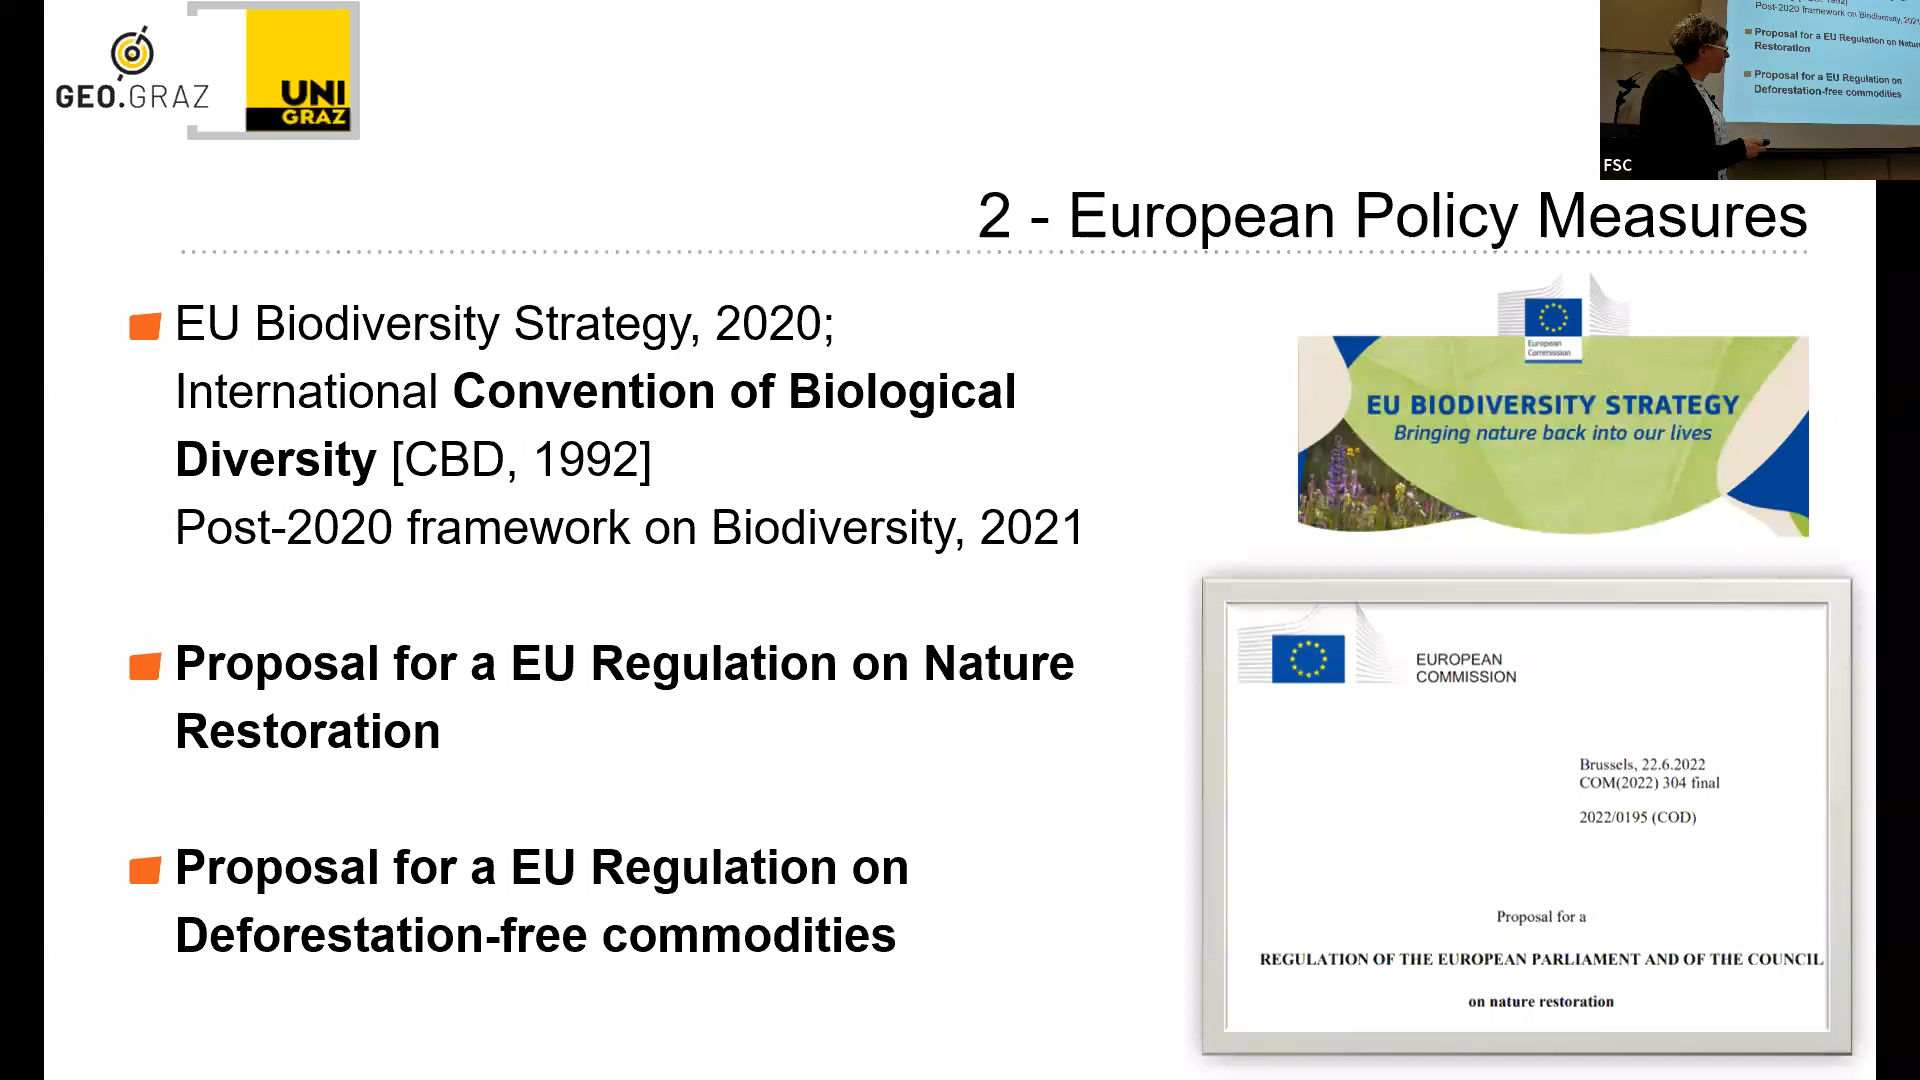 GEO.GRAZ
UNI
GRAZ
Post-2020 framework on Biodiversity, 2021
Proposal for a EU Regulation on Nature
Restoration
Proposal for a EU Regulation on
Deforestation-free commodities
FSC
2 - European Policy Measures
EU Biodiversity Strategy, 2020;
International Convention of Biological
Diversity [CBD, 1992]
Post-2020 framework on Biodiversity, 2021
Proposal for a EU Regulation on Nature
Restoration
Proposal for a EU Regulation on
Deforestation-free commodities
European
Commission
EU BIODIVERSITY STRATEGY
Bringing nature back into our lives
EUROPEAN
COMMISSION
Brussels, 22.6.2022
COM(2022) 304 final
2022/0195 (COD)
Proposal for a
REGULATION OF THE EUROPEAN PARLIAMENT AND OF THE COUNCIL
on nature restoration